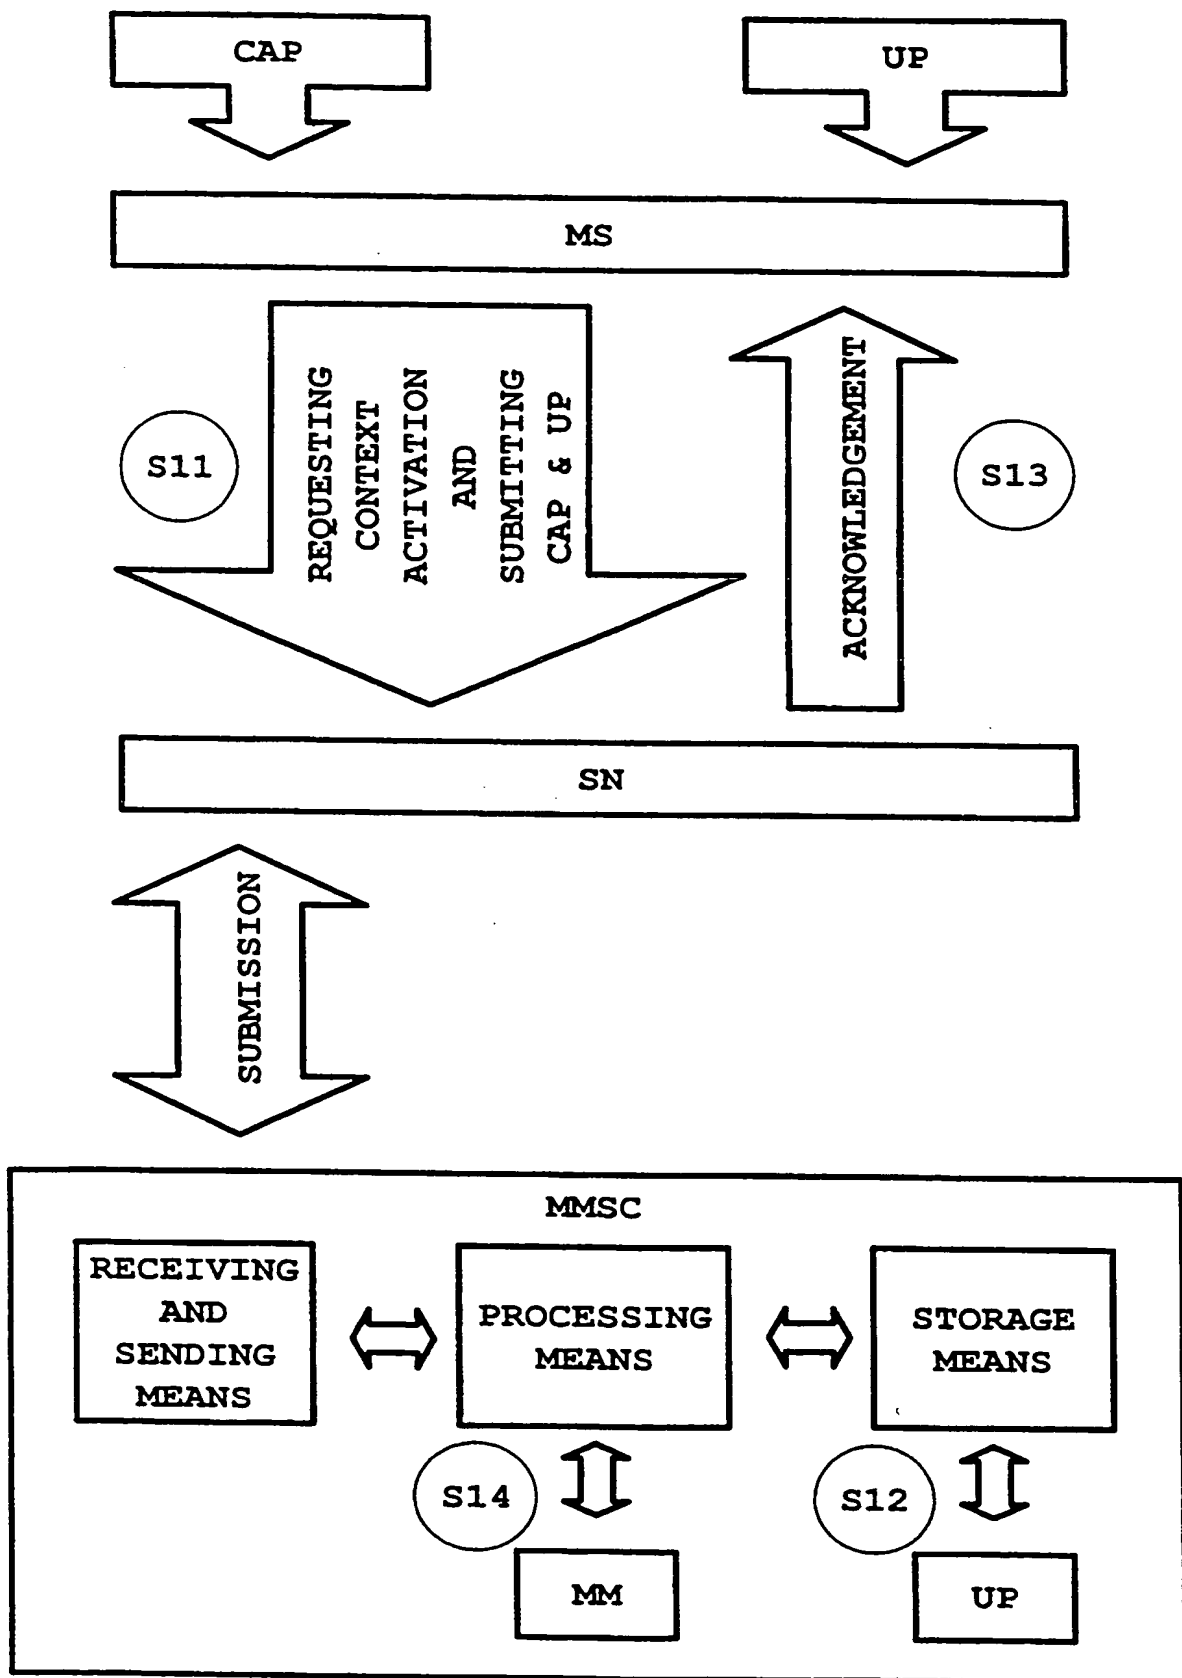 CAP
UP
MS
S11
REQUESTING
CONTEXT
ACTIVATION
AND
SUBMITTING
CAP & UP
ACKNOWLEDGEMENT
S13
SN
SUBMISSION
MMSC
RECEIVING
AND
SENDING
MEANS
PROCESSING
MEANS
STORAGE
MEANS
S14
S12
MM
UP